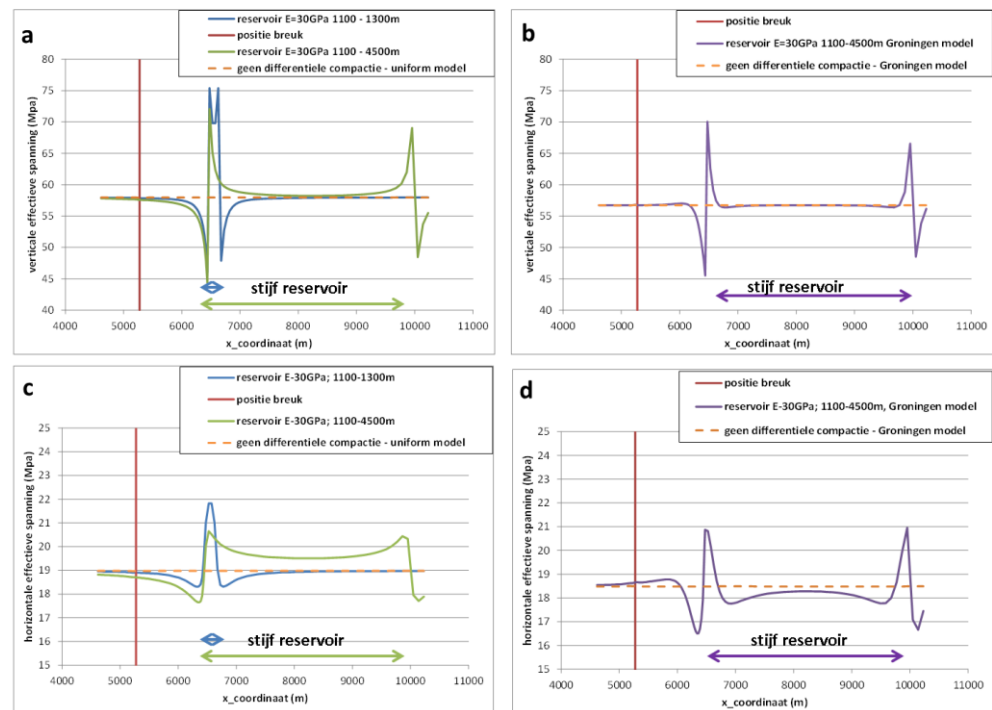 a
reservoir E=30GPa 1100 - 1300m
positie breuk
reservoir E=30GPa 1100 - 4500m
geen differentiele compactie - uniform model
verticale effectieve spanning (Mpa)
80
75
70
65
60
55
50
45
40
stijf reservoir
4000 5000 6000 7000 8000 9000 10000 11000
x_coordinaat (m)
b
positie breuk
reservoir E=30GPa 1100-4500m Groningen model
geen differentiele compactie - Groningen model
verticale effectieve spanning (Mpa)
80
75
70
65
60
55
50
45
40
stijf reservoir
4000 5000 6000 7000 8000 9000 10000 11000
x_coordinaat (m)
c
reservoir E-30GPa; 1100-1300m
positie breuk
reservoir E-30GPa; 1100-4500m
geen differentiele compactie - uniform model
horizontale effectieve spanning (Mpa)
25
24
23
22
21
20
19
18
17
16
15
stijf reservoir
4000 5000 6000 7000 8000 9000 10000 11000
x_coordinaat (m)
d
positie breuk
reservoir E-30GPa; 1100-4500m, Groningen model
geen differentiele compactie - Groningen model
horizontale effectieve spanning (Mpa)
25
24
23
22
21
20
19
18
17
16
15
stijf reservoir
4000 5000 6000 7000 8000 9000 10000 11000
x_coordinaat (m)